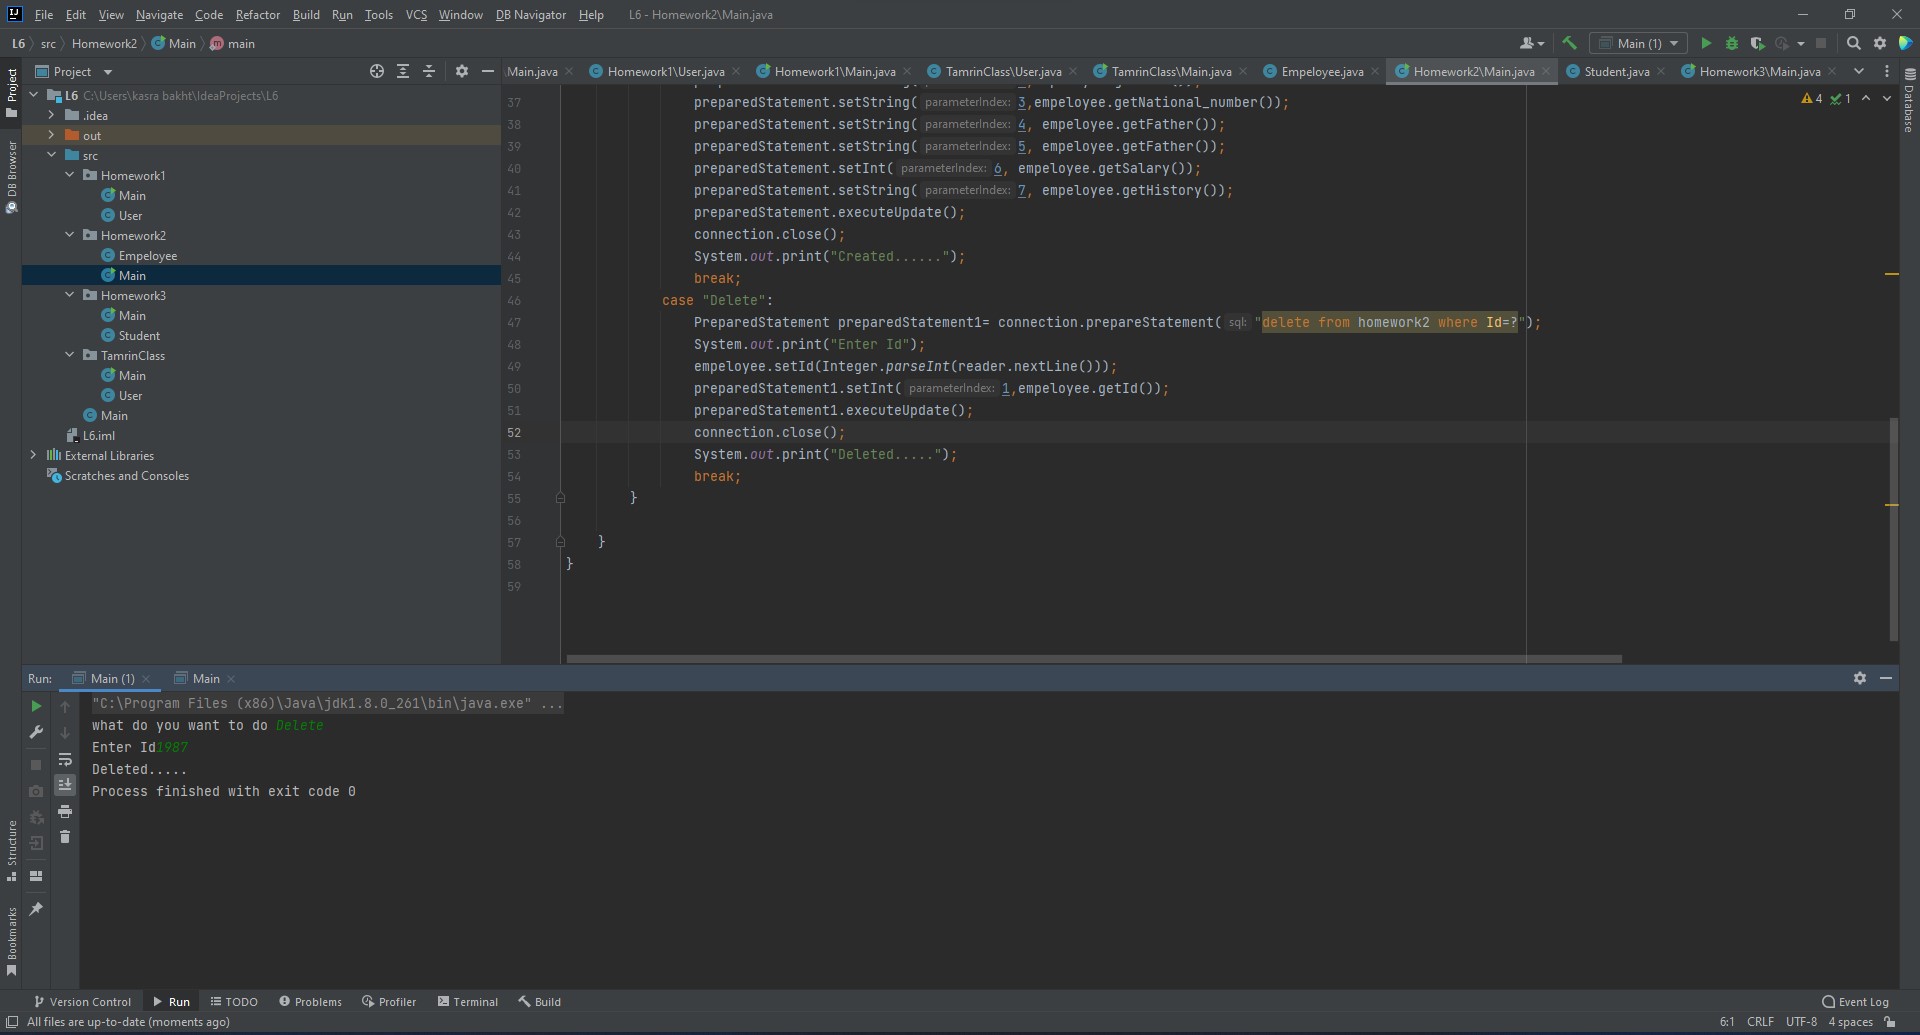 File Edit View Navigate Code Refactor Build Run Tools VCS Window DB Navigator Help L6 - Homework2\Main.java
L6 src Homework2 Main main Main (1)
Project
Main.java Homework1\User.java Homework1\Main.java TamrinClass\User.java TamrinClass\Main.java Empeloyee.java Homework2\Main.java Student.java Homework3\Main.java
Project
DB Browser
Structure
Bookmarks
Database
L6 C:\Users\kasra bakht\IdeaProjects\L6
.idea
out
src
Homework1
Main
User
Homework2
Empeloyee
Main
Homework3
Main
Student
TamrinClass
Main
User
Main
L6.iml
External Libraries
Scratches and Consoles
4 1
37 preparedStatement.setString( parameterIndex: 3,empeloyee.getNational_number());
38 preparedStatement.setString( parameterIndex: 4, empeloyee.getFather());
39 preparedStatement.setString( parameterIndex: 5, empeloyee.getFather());
40 preparedStatement.setInt( parameterIndex: 6, empeloyee.getSalary());
41 preparedStatement.setString( parameterIndex: 7, empeloyee.getHistory());
42 preparedStatement.executeUpdate();
43 connection.close();
44 System.out.print("Created......");
45 break;
46 case "Delete":
47 PreparedStatement preparedStatement1= connection.prepareStatement( sql: "delete from homework2 where Id=?");
48 System.out.print("Enter Id");
49 empeloyee.setId(Integer.parseInt(reader.nextLine()));
50 preparedStatement1.setInt( parameterIndex: 1,empeloyee.getId());
51 preparedStatement1.executeUpdate();
52 connection.close();
53 System.out.print("Deleted.....");
54 break;
55 }
56
57 }
58 }
59
Run: Main (1) Main
"C:\Program Files (x86)\Java\jdk1.8.0_261\bin\java.exe" ...
what do you want to do Delete
Enter Id1987
Deleted.....
Process finished with exit code 0
Version Control Run TODO Problems Profiler Terminal Build Event Log
All files are up-to-date (moments ago) 6:1 CRLF UTF-8 4 spaces